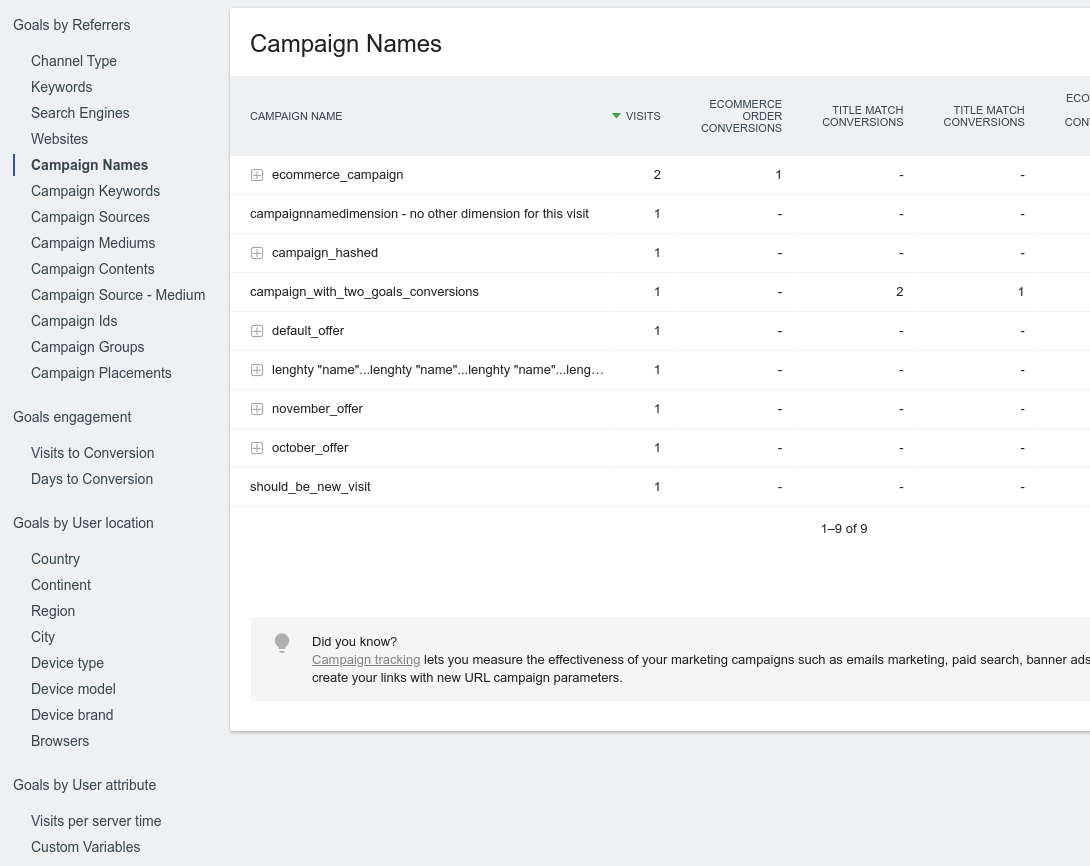 Goals by Referrers
Channel Type
Keywords
Search Engines
Websites
Campaign Names
Campaign Keywords
Campaign Sources
Campaign Mediums
Campaign Contents
Campaign Source - Medium
Campaign Ids
Campaign Groups
Campaign Placements
Goals engagement
Visits to Conversion
Days to Conversion
Goals by User location
Country
Continent
Region
City
Device type
Device model
Device brand
Browsers
Goals by User attribute
Visits per server time
Custom Variables
Campaign Names
CAMPAIGN NAME VISITS ECOMMERCE ORDER CONVERSIONS TITLE MATCH CONVERSIONS TITLE MATCH CONVERSIONS
ecommerce_campaign 2 1 - -
campaignnamedimension - no other dimension for this visit 1 - - -
campaign_hashed 1 - - -
campaign_with_two_goals_conversions 1 - 2 1
default_offer 1 - - -
lenghty "name"...lenghty "name"...lenghty "name"...leng… 1 - - -
november_offer 1 - - -
october_offer 1 - - -
should_be_new_visit 1 - - -
1–9 of 9
Did you know?
Campaign tracking lets you measure the effectiveness of your marketing campaigns such as emails marketing, paid search, banner ads
create your links with new URL campaign parameters.